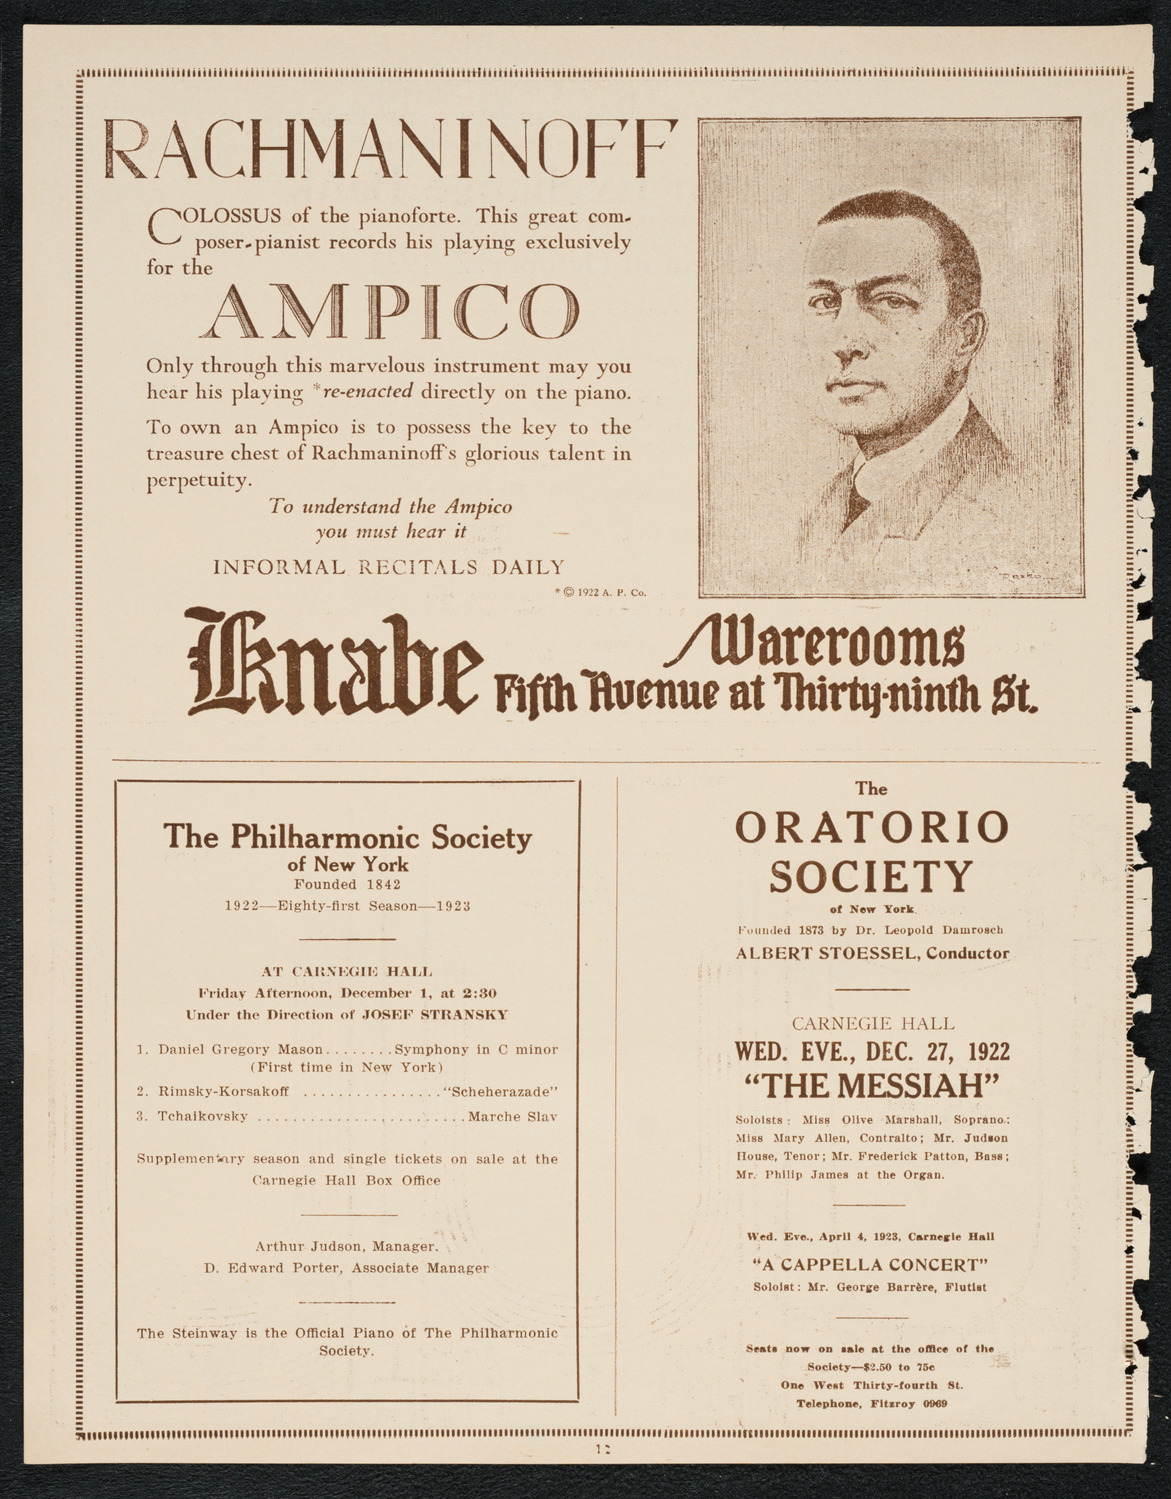 RACHMANINOFF
COLOSSUS of the pianoforte. This great com-
poser-pianist records his playing exclusively
for the
AMPICO
Only through this marvelous instrument may you
hear his playing *re-enacted directly on the piano.
To own an Ampico is to possess the key to the
treasure chest of Rachmaninoff's glorious talent in
perpetuity.
To understand the Ampico
you must hear it
INFORMAL RECITALS DAILY
* © 1922 A. P. Co.
Knabe Warerooms
Fifth Avenue at Thirty-ninth St.
The Philharmonic Society
of New York
Founded 1842
1922—Eighty-first Season—1923
AT CARNEGIE HALL
Friday Afternoon, December 1, at 2:30
Under the Direction of JOSEF STRANSKY
1. Daniel Gregory Mason........Symphony in C minor
(First time in New York)
2. Rimsky-Korsakoff ................"Scheherazade"
3. Tchaikovsky ........................Marche Slav
Supplementary season and single tickets on sale at the
Carnegie Hall Box Office
Arthur Judson, Manager.
D. Edward Porter, Associate Manager
The Steinway is the Official Piano of The Philharmonic
Society.
The
ORATORIO
SOCIETY
of New York
Founded 1873 by Dr. Leopold Damrosch
ALBERT STOESSEL, Conductor
CARNEGIE HALL
WED. EVE., DEC. 27, 1922
"THE MESSIAH"
Soloists: Miss Olive Marshall, Soprano;
Miss Mary Allen, Contralto; Mr. Judson
House, Tenor; Mr. Frederick Patton, Bass;
Mr. Philip James at the Organ.
Wed. Eve., April 4, 1923, Carnegie Hall
"A CAPPELLA CONCERT"
Soloist: Mr. George Barrère, Flutist
Seats now on sale at the office of the
Society—$2.50 to 75c
One West Thirty-fourth St.
Telephone, Fitzroy 0969